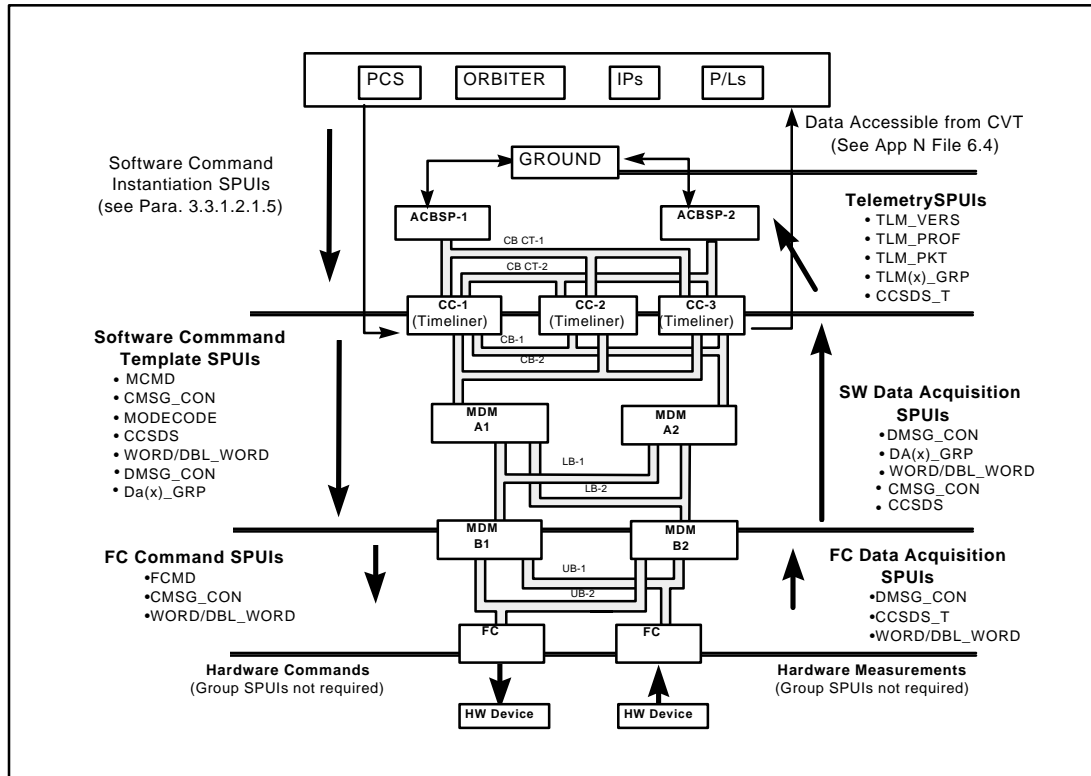 PCS
ORBITER
IPs
P/Ls
Data Accessible from CVT
(See App N File 6.4)
Software Command
Instantiation SPUIs
(see Para. 3.3.1.2.1.5)
GROUND
ACBSP-1
ACBSP-2
TelemetrySPUIs
• TLM_VERS
• TLM_PROF
• TLM_PKT
• TLM(x)_GRP
• CCSDS_T
CB CT-1
CB CT-2
CC-1
(Timeliner)
CC-2
(Timeliner)
CC-3
(Timeliner)
CB-1
CB-2
Software Commmand
Template SPUIs
• MCMD
• CMSG_CON
• MODECODE
• CCSDS
• WORD/DBL_WORD
• DMSG_CON
• Da(x)_GRP
MDM
A1
MDM
A2
SW Data Acquisition
SPUIs
•DMSG_CON
• DA(x)_GRP
• WORD/DBL_WORD
• CMSG_CON
• CCSDS
LB-1
LB-2
MDM
B1
MDM
B2
FC Command SPUIs
•FCMD
•CMSG_CON
•WORD/DBL_WORD
UB-1
UB-2
FC Data Acquisition
SPUIs
• DMSG_CON
•CCSDS_T
•WORD/DBL_WORD
FC
FC
Hardware Commands
(Group SPUIs not required)
Hardware Measurements
(Group SPUIs not required)
HW Device
HW Device